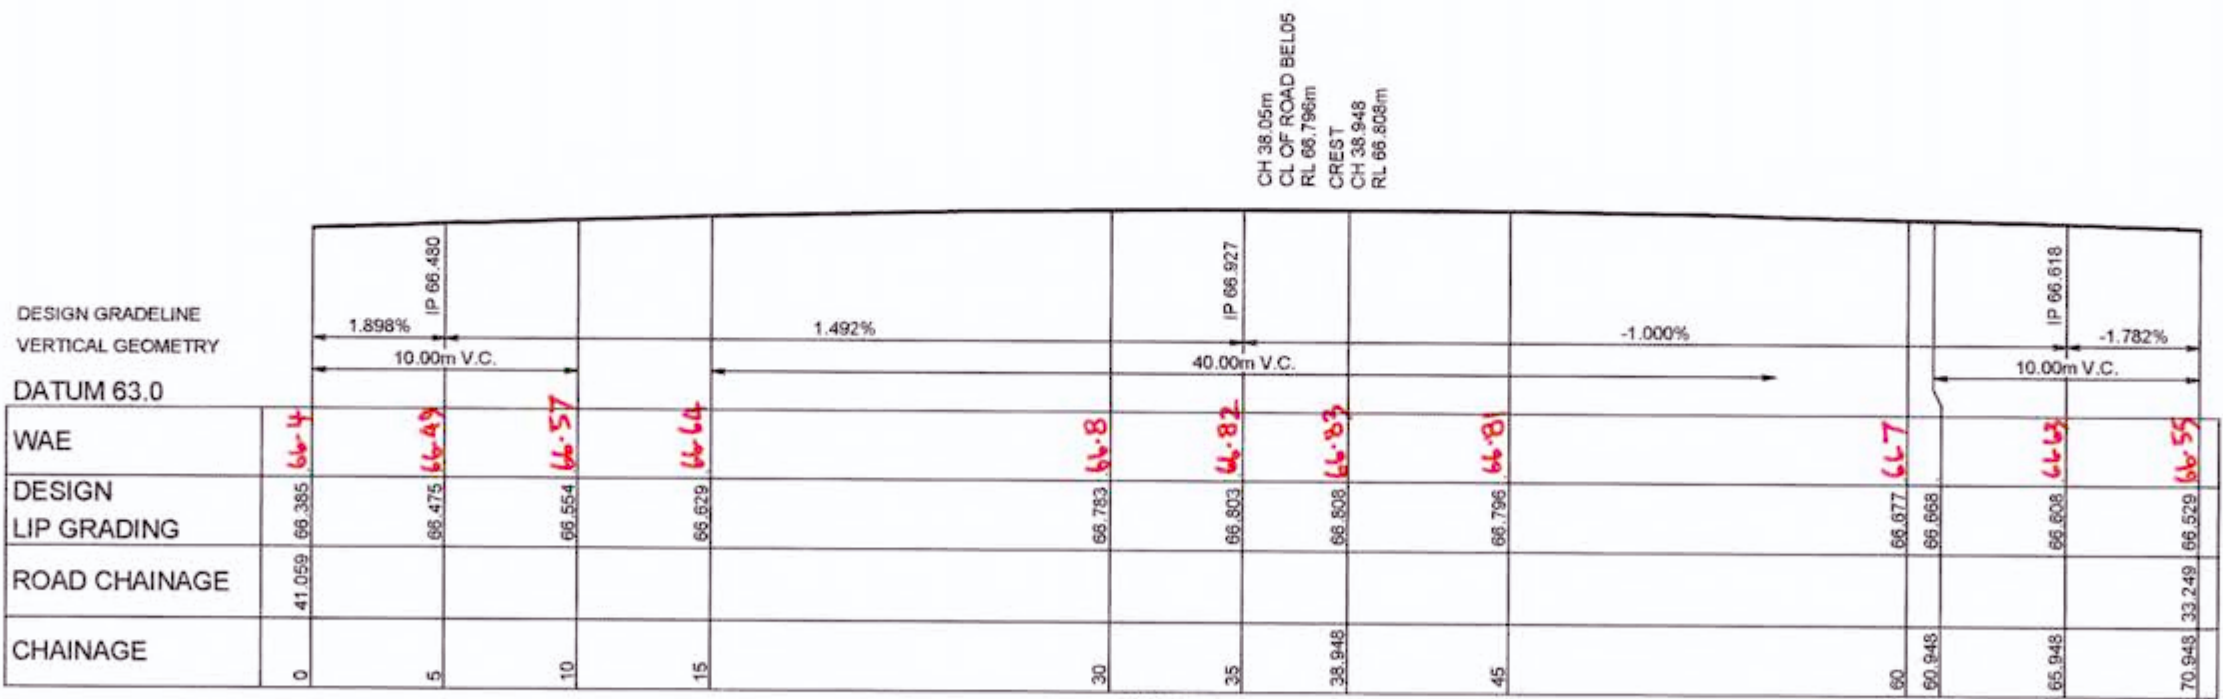 CH 38.05m
CL OF ROAD BEL05
RL 66.796m
CREST
CH 38.948
RL 66.808m
IP 66.480
IP 66.927
IP 66.618
DESIGN GRADELINE
1.898% 1.492% -1.000% -1.782%
VERTICAL GEOMETRY
10.00m V.C. 40.00m V.C. 10.00m V.C.
DATUM 63.0
WAE 66.4 66.49 66.57 66.64 66.8 66.82 66.83 66.81 66.7 66.63 66.55
DESIGN
LIP GRADING 66.385 66.475 66.554 66.629 66.783 66.803 66.808 66.796 66.677 66.668 66.608 66.529
ROAD CHAINAGE 41.059 33.249
CHAINAGE 0 5 10 15 30 35 38.948 45 60 60.948 65.948 70.948